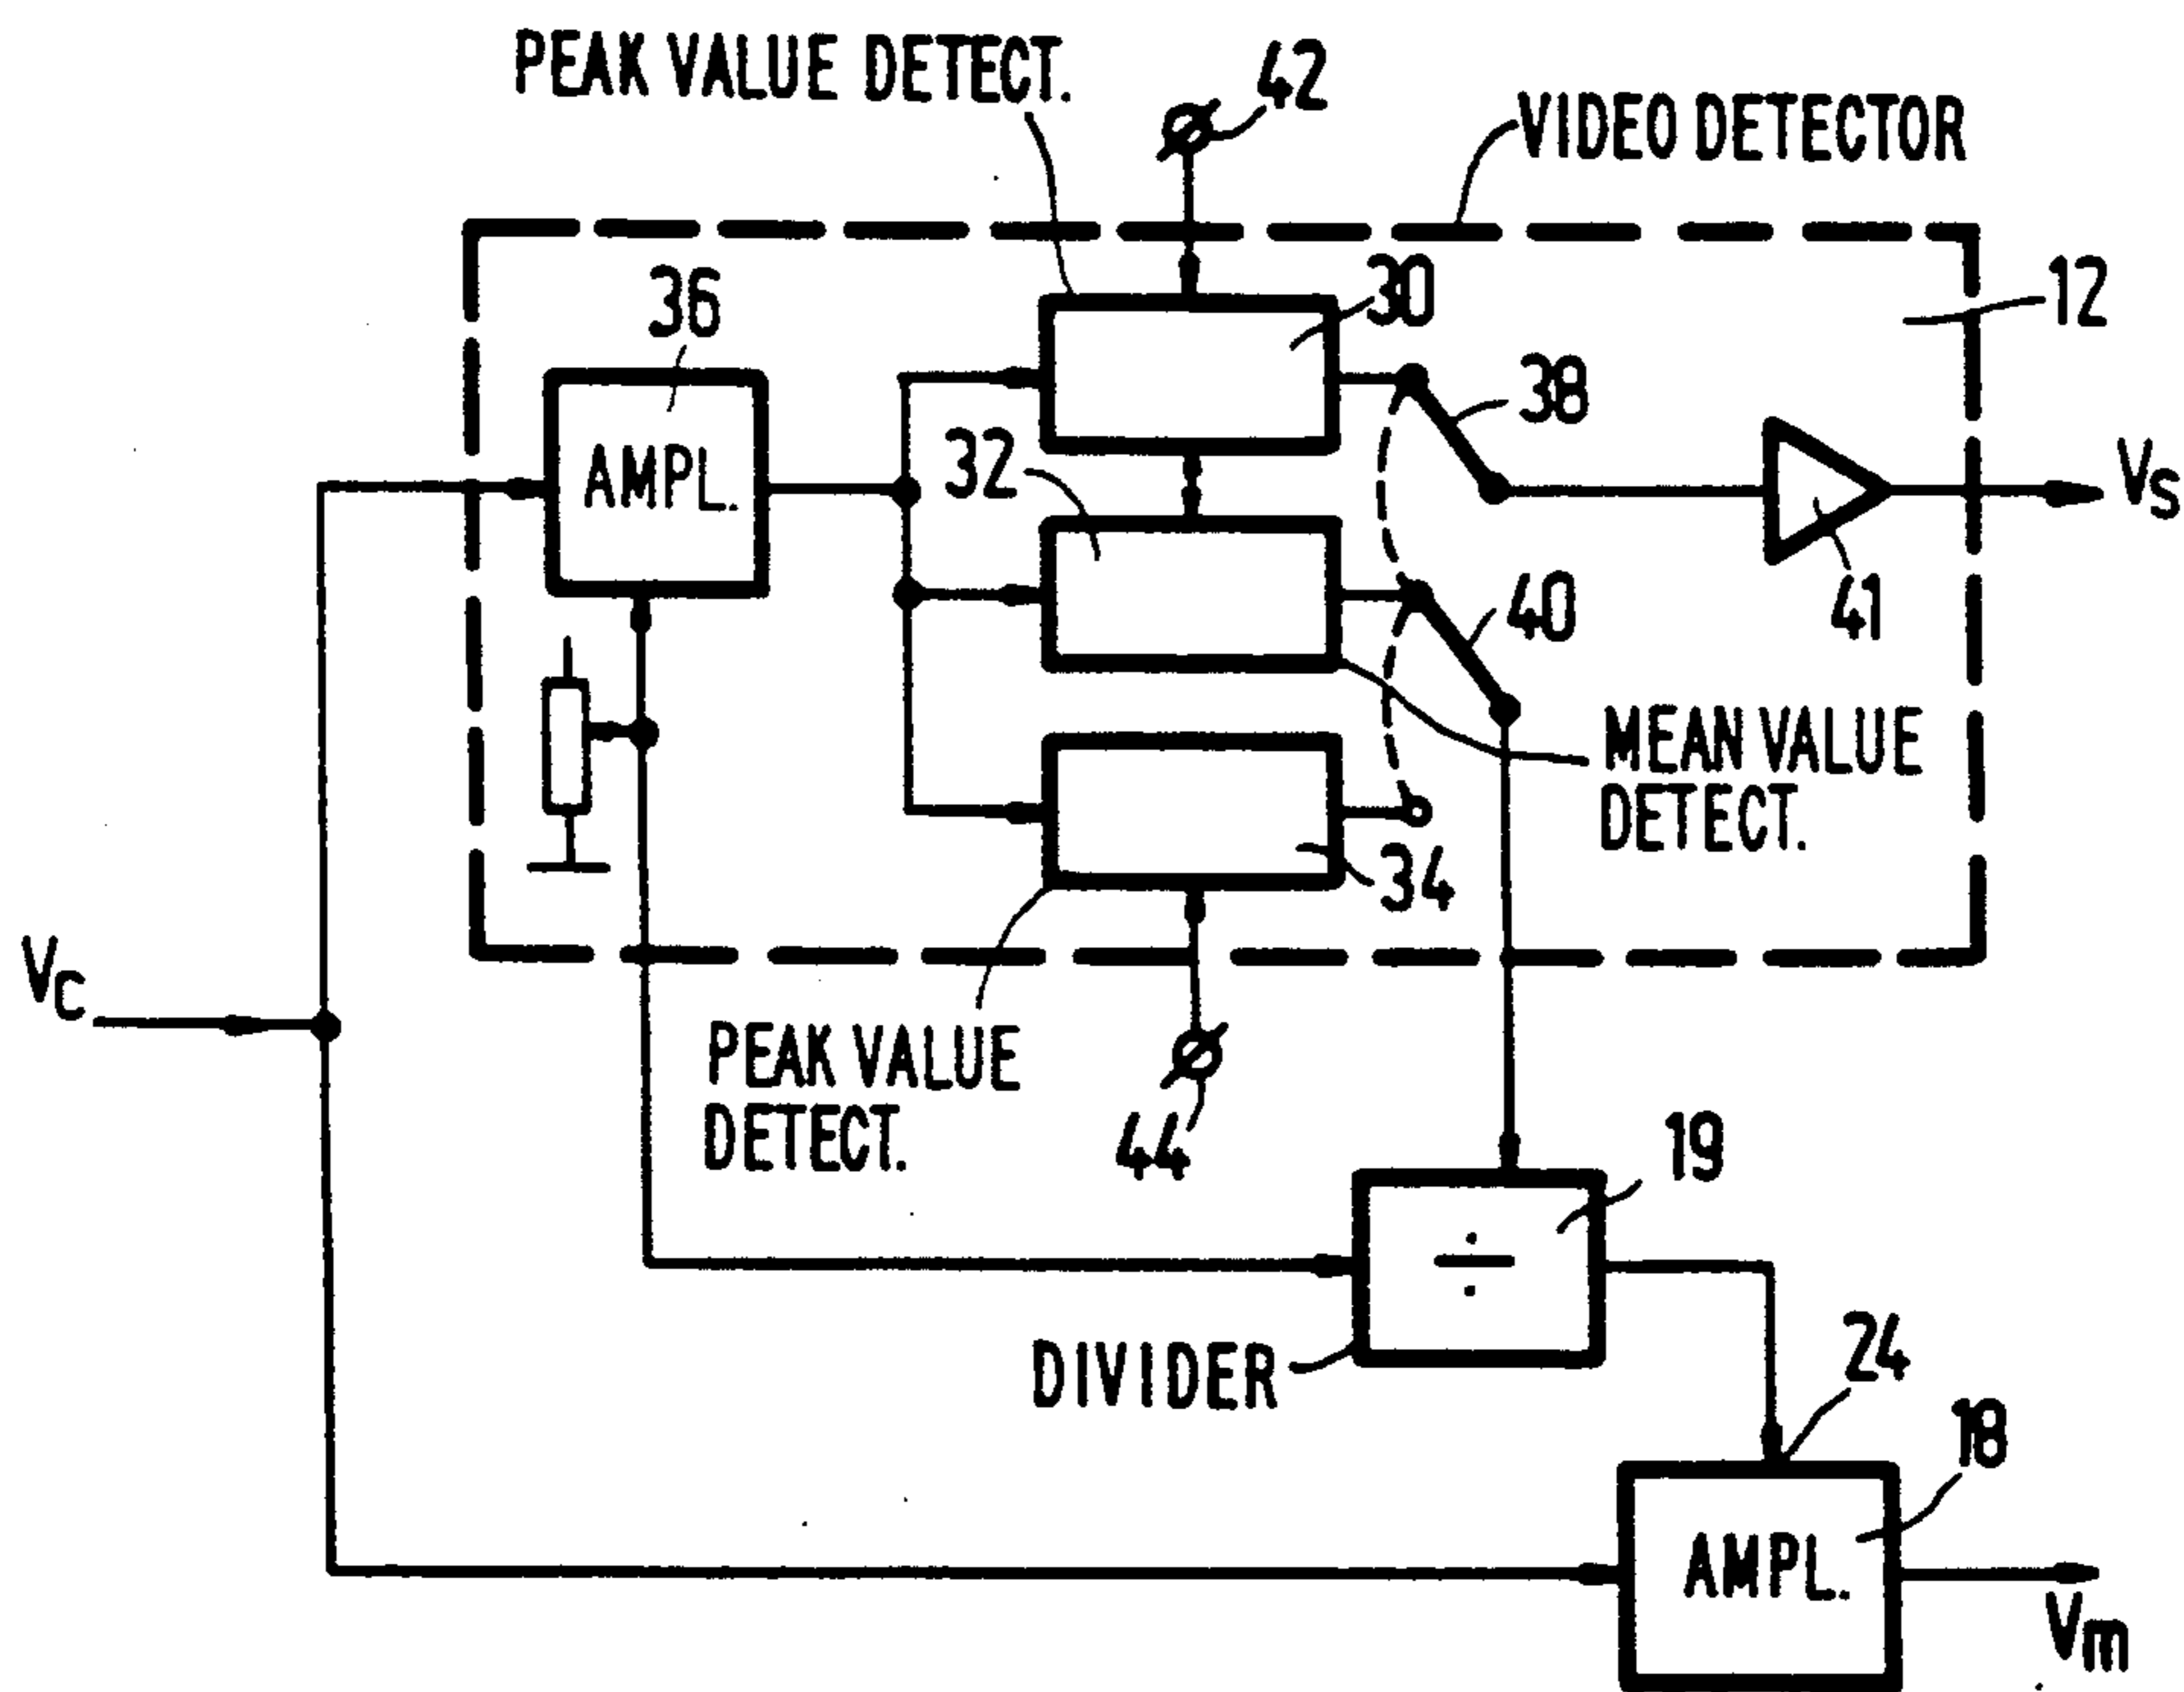 PEAK VALUE DETECT.
42
VIDEO DETECTOR
36
30
12
38
AMPL.
32
VS
40
41
MEAN VALUE
DETECT.
34
VC
PEAK VALUE
DETECT.
44
19
÷
DIVIDER
24
18
AMPL.
Vm